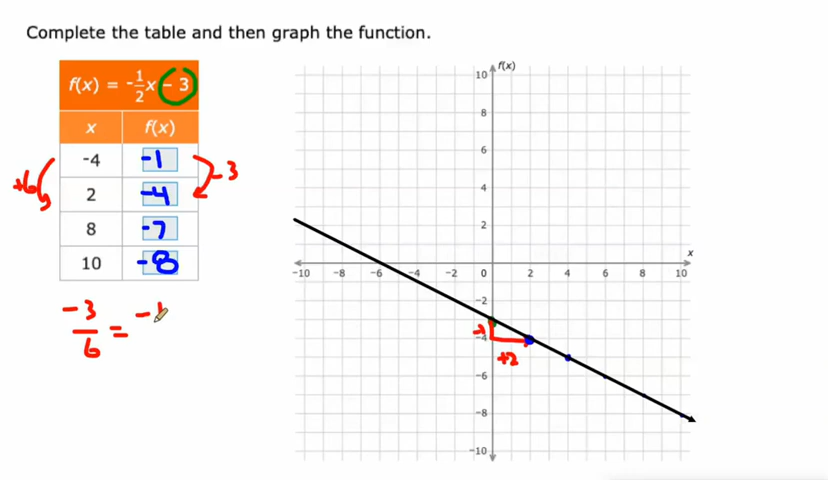 Complete the table and then graph the function.
f(x) = -1/2x - 3
x f(x)
-4 -1
2 -4
8 -7
10 -8
+6
-3
-3/6 = -1
f(x)
10
8
6
4
2
x
-10 -8 -6 -4 -2 0 2 4 6 8 10
-2
-4
-6
-8
-10
+2